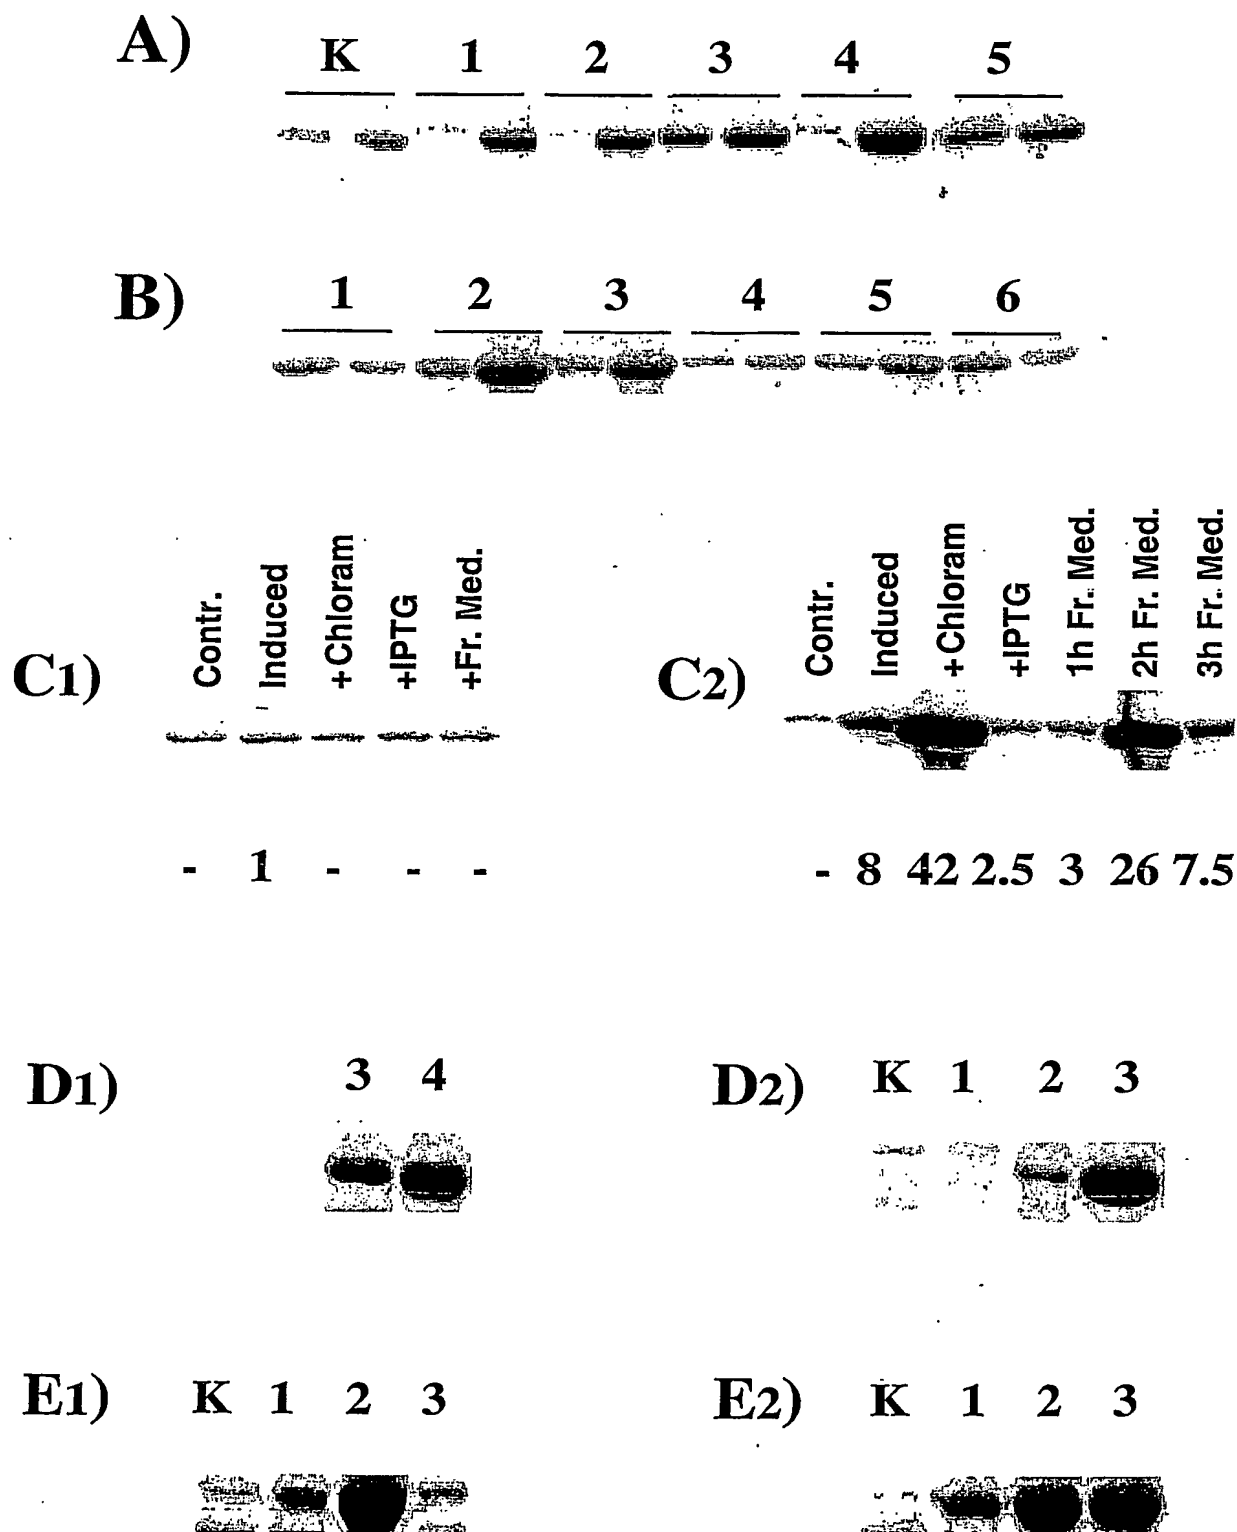 A)
K 1 2 3 4 5
B)
1 2 3 4 5 6
C1)
Contr.
Induced
+Chloram
+IPTG
+Fr. Med.
- 1 - - -
C2)
Contr.
Induced
+Chloram
+IPTG
1h Fr. Med.
2h Fr. Med.
3h Fr. Med.
- 8 42 2.5 3 26 7.5
D1)
3 4
D2)
K 1 2 3
E1)
K 1 2 3
E2)
K 1 2 3